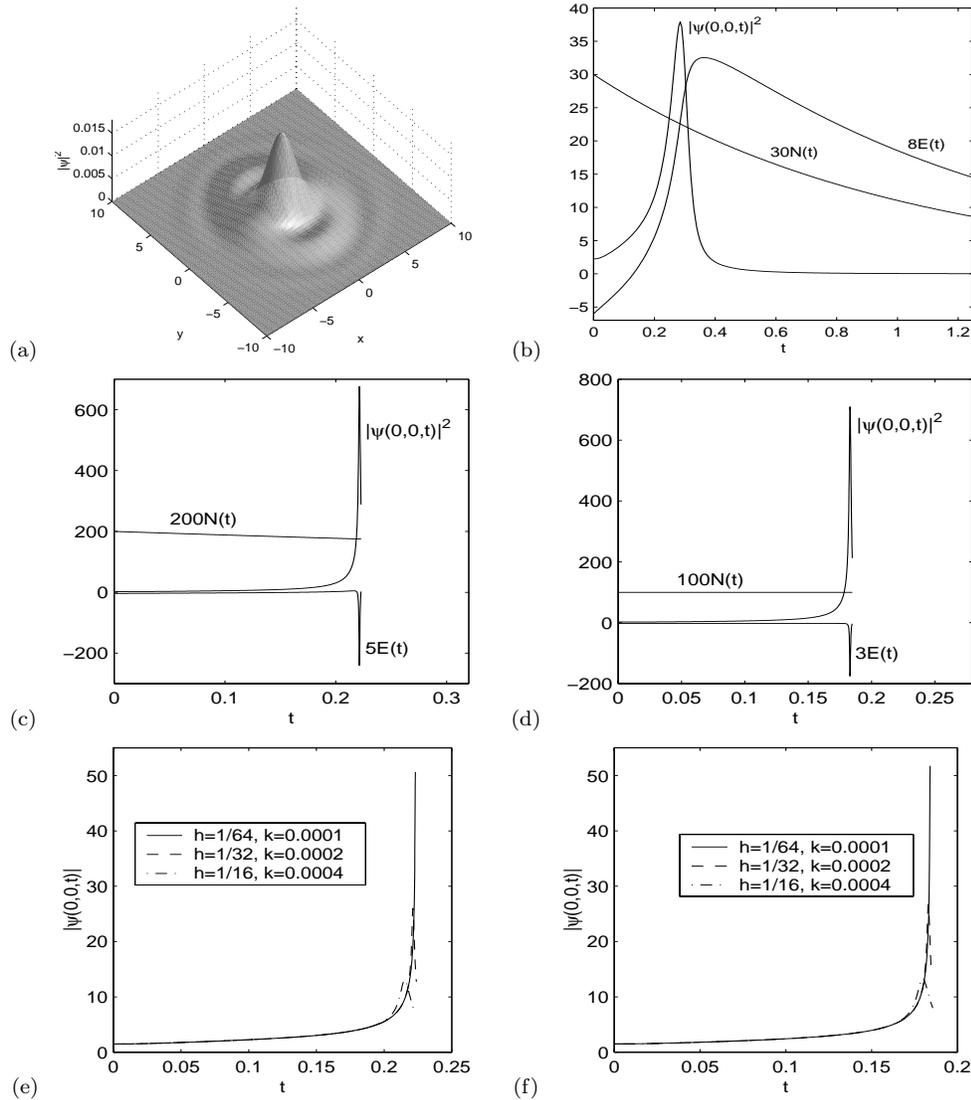 0.015
0.01
0.005
0
|ψ|²
10
5
0
−5
−10
y
−10
−5
0
5
10
x
(a)
40
35
30
25
20
15
10
5
0
−5
|ψ(0,0,t)|²
8E(t)
30N(t)
0
0.2
0.4
0.6
0.8
1
1.2
t
(b)
600
400
200
0
−200
|ψ(0,0,t)|²
200N(t)
5E(t)
0
0.1
0.2
0.3
t
(c)
800
600
400
200
0
−200
|ψ(0,0,t)|²
100N(t)
3E(t)
0
0.05
0.1
0.15
0.2
0.25
t
(d)
50
40
30
20
10
0
|ψ(0,0,t)|
h=1/64, k=0.0001
h=1/32, k=0.0002
h=1/16, k=0.0004
0
0.05
0.1
0.15
0.2
0.25
t
(e)
50
40
30
20
10
0
|ψ(0,0,t)|
h=1/64, k=0.0001
h=1/32, k=0.0002
h=1/16, k=0.0004
0
0.05
0.1
0.15
0.2
t
(f)